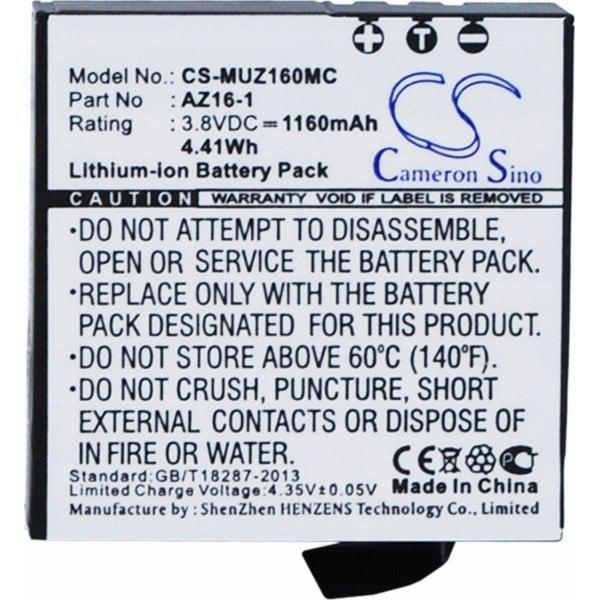 + T -
Model No.: CS-MUZ160MC
Part No : AZ16-1
Rating : 3.8VDC = 1160mAh
4.41Wh
Lithium-ion Battery Pack
CS
Cameron Sino
CAUTION WARRANTY VOID IF LABEL IS REMOVED
•DO NOT ATTEMPT TO DISASSEMBLE,
OPEN OR SERVICE THE BATTERY PACK.
•REPLACE ONLY WITH THE BATTERY
PACK DESIGNATED FOR THIS PRODUCT.
•DO NOT STORE ABOVE 60°C (140°F).
•DO NOT CRUSH, PUNCTURE, SHORT
EXTERNAL CONTACTS OR DISPOSE
IN FIRE OR WATER.
CE
Standard:GB/T18287-2013
Limited Charge Voltage:4.35V±0.05V
Made In China
Manufacturer: ShenZhen HENZENS Technology Co., Limited